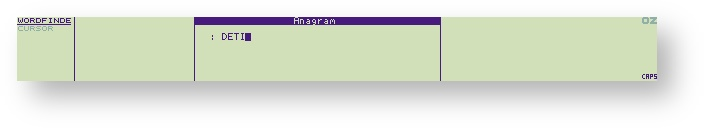 WORDFINDE
CURSOR
Anagram
: DETI
OZ
CAPS